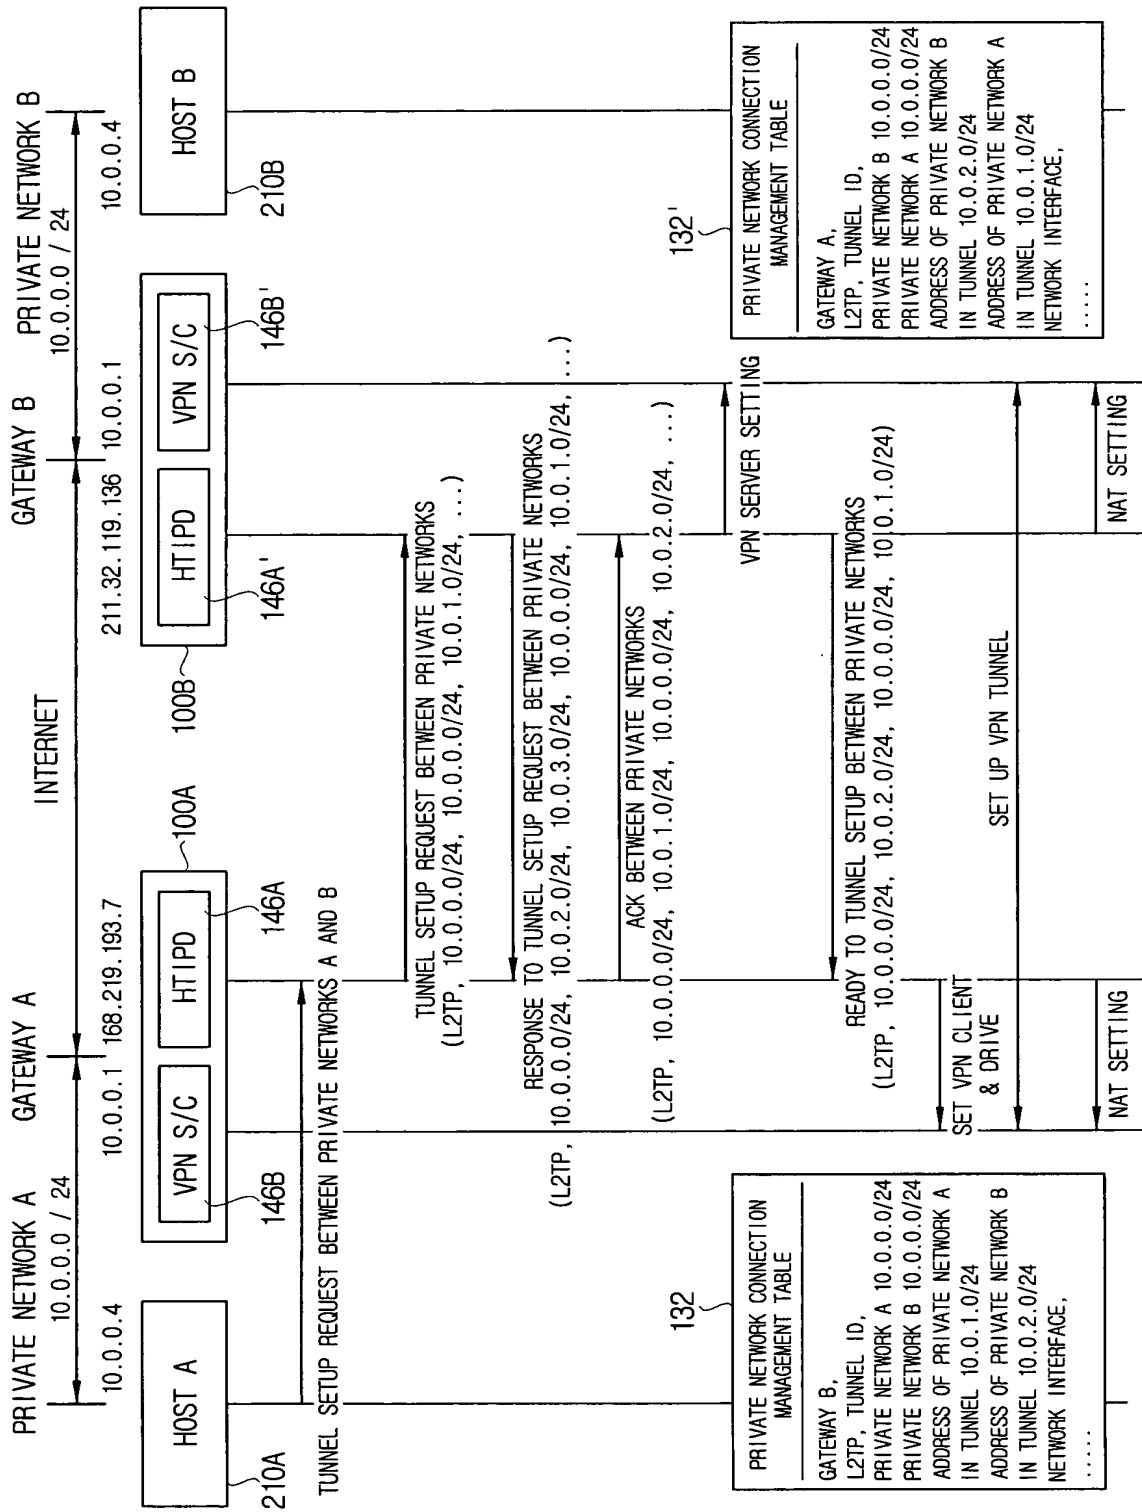 PRIVATE NETWORK A
GATEWAY A
INTERNET
GATEWAY B
PRIVATE NETWORK B
10.0.0.0 / 24
10.0.0.0 / 24
10.0.0.4
10.0.0.1
168.219.193.7
211.32.119.136
10.0.0.1
10.0.0.4
100A
HOST A
VPN S/C
HTIPD
HTIPD
VPN S/C
HOST B
210A
146B
146A
100B
146A'
146B'
210B
TUNNEL SETUP REQUEST BETWEEN PRIVATE NETWORKS A AND B
TUNNEL SETUP REQUEST BETWEEN PRIVATE NETWORKS
(L2TP, 10.0.0.0/24, 10.0.0.0/24, 10.0.1.0/24, ...)
RESPONSE TO TUNNEL SETUP REQUEST BETWEEN PRIVATE NETWORKS
(L2TP, 10.0.0.0/24, 10.0.2.0/24, 10.0.3.0/24, 10.0.0.0/24, 10.0.1.0/24, ...)
ACK BETWEEN PRIVATE NETWORKS
(L2TP, 10.0.0.0/24, 10.0.1.0/24, 10.0.0.0/24, 10.0.2.0/24, ...)
VPN SERVER SETTING
READY TO TUNNEL SETUP BETWEEN PRIVATE NETWORKS
(L2TP, 10.0.0.0/24, 10.0.2.0/24, 10.0.0.0/24, 10.0.1.0/24)
SET VPN CLIENT
& DRIVE
SET UP VPN TUNNEL
NAT SETTING
NAT SETTING
132
PRIVATE NETWORK CONNECTION
MANAGEMENT TABLE
GATEWAY B,
L2TP, TUNNEL ID,
PRIVATE NETWORK A 10.0.0.0/24
PRIVATE NETWORK B 10.0.0.0/24
ADDRESS OF PRIVATE NETWORK A
IN TUNNEL 10.0.1.0/24
ADDRESS OF PRIVATE NETWORK B
IN TUNNEL 10.0.2.0/24
NETWORK INTERFACE,
.....
132'
PRIVATE NETWORK CONNECTION
MANAGEMENT TABLE
GATEWAY A,
L2TP, TUNNEL ID,
PRIVATE NETWORK B 10.0.0.0/24
PRIVATE NETWORK A 10.0.0.0/24
ADDRESS OF PRIVATE NETWORK B
IN TUNNEL 10.0.2.0/24
ADDRESS OF PRIVATE NETWORK A
IN TUNNEL 10.0.1.0/24
NETWORK INTERFACE,
.....